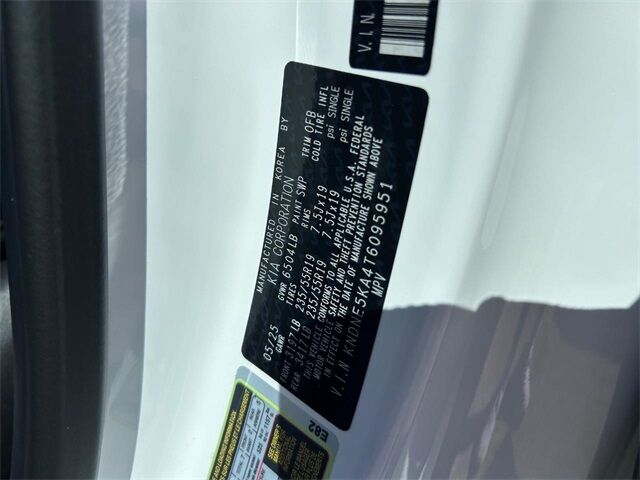 V.I.N.
MANUFACTURED IN KOREA BY
KIA CORPORATION
05/25 GVWR 6504LB PAINT SWP TRIM OFB
GAWR TIRES RIMS COLD TIRE INFL
FRONT 3197LB 235/55R19 7.5Jx19 psi SINGLE
REAR 3417LB 235/55R19 7.5Jx19 psi SINGLE
THIS VEHICLE CONFORMS TO ALL APPLICABLE U.S.A. FEDERAL
MOTOR VEHICLE SAFETY AND THEFT PREVENTION STANDARDS
IN EFFECT ON THE DATE OF MANUFACTURE SHOWN ABOVE
V.I.N KNDNE5KA4T6095951
MPV
E82